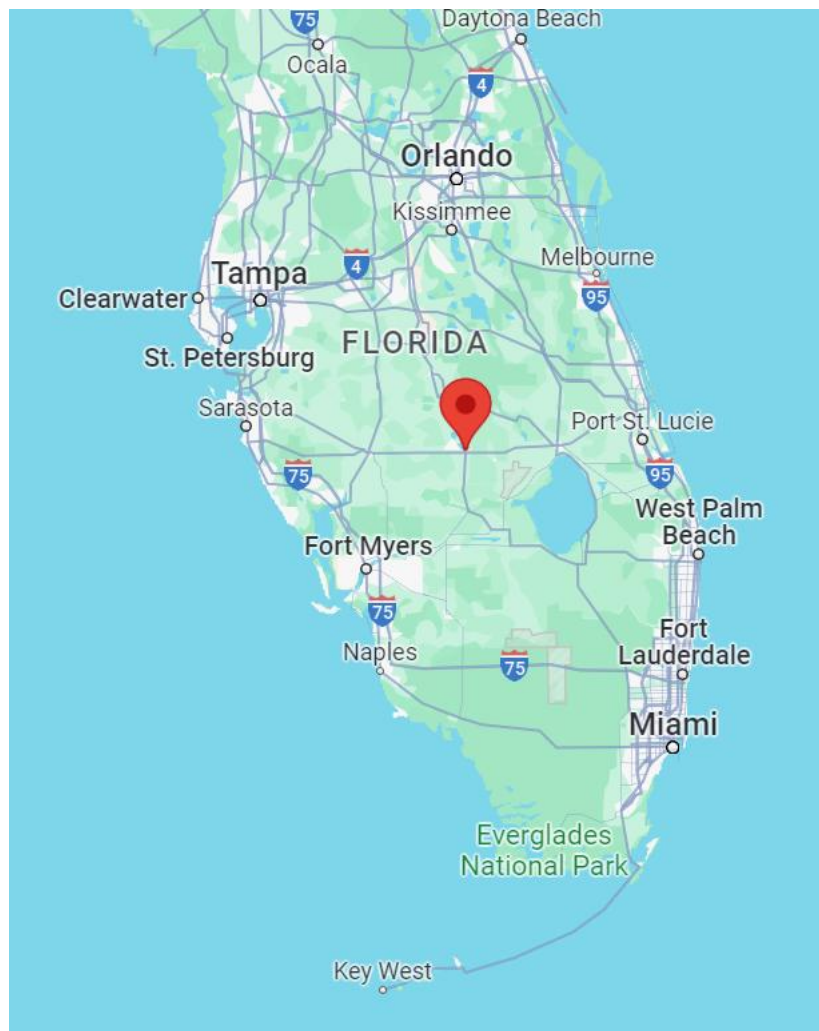 75
Daytona Beach
Ocala
4
Orlando
Kissimmee
Melbourne
4
Tampa
95
Clearwater
FLORIDA
St. Petersburg
Sarasota
Port St. Lucie
75
95
West Palm
Beach
Fort Myers
75
Fort
Lauderdale
Naples
75
Miami
Everglades
National Park
Key West